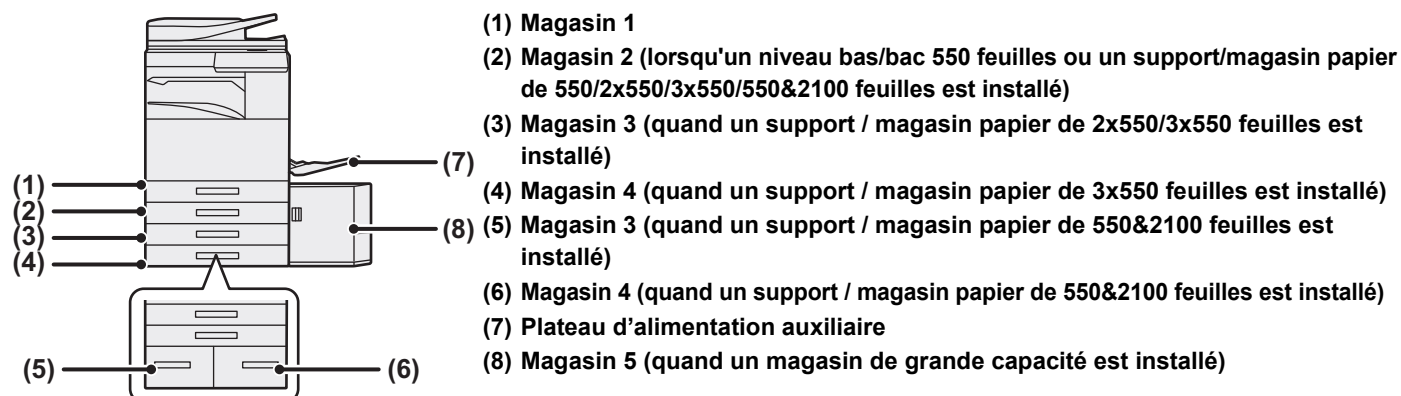 (1) Magasin 1
(2) Magasin 2 (lorsqu'un niveau bas/bac 550 feuilles ou un support/magasin papier
de 550/2x550/3x550/550&2100 feuilles est installé)
(3) Magasin 3 (quand un support / magasin papier de 2x550/3x550 feuilles est
installé)
(4) Magasin 4 (quand un support / magasin papier de 3x550 feuilles est installé)
(5) Magasin 3 (quand un support / magasin papier de 550&2100 feuilles est
installé)
(6) Magasin 4 (quand un support / magasin papier de 550&2100 feuilles est installé)
(7) Plateau d’alimentation auxiliaire
(8) Magasin 5 (quand un magasin de grande capacité est installé)
(1)
(2)
(3)
(4)
(5)
(6)
(7)
(8)